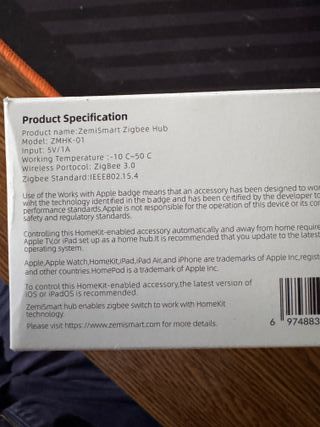 Product Specification
Product name:ZemiSmart Zigbee Hub
Model: ZMHK-01
Input: 5V/1A
Working Temperature :-10 C~50 C
Wireless Portocol: ZigBee 3.0
Zigbee Standard:IEEE802.15.4
Use of the Works with Apple badge means that an accessory has been designed to wor
wiht the technology identified in the badge and has been certified by the developer to
performance standards.Apple is not responsible for the operation of this device or its com
safety and regulatory standards.
Controlling this HomeKit-enabled accessory automatically and away from home require
Apple TV,or iPad set up as a home hub.It is recommended that you update to the latest
operating system.
Apple,Apple Watch,HomeKit,iPad,iPad Air,and iPhone are trademarks of Apple Inc,regist
and other countries.HomePod is a trademark of Apple Inc.
To control this HomeKit-enabled accessory,the latest version of
iOS or iPadOS is recommended.
ZemiSmart hub enables zigbee switch to work with HomeKit
technology.
Please visit https://www.zemismart.com for more details.
6 974883